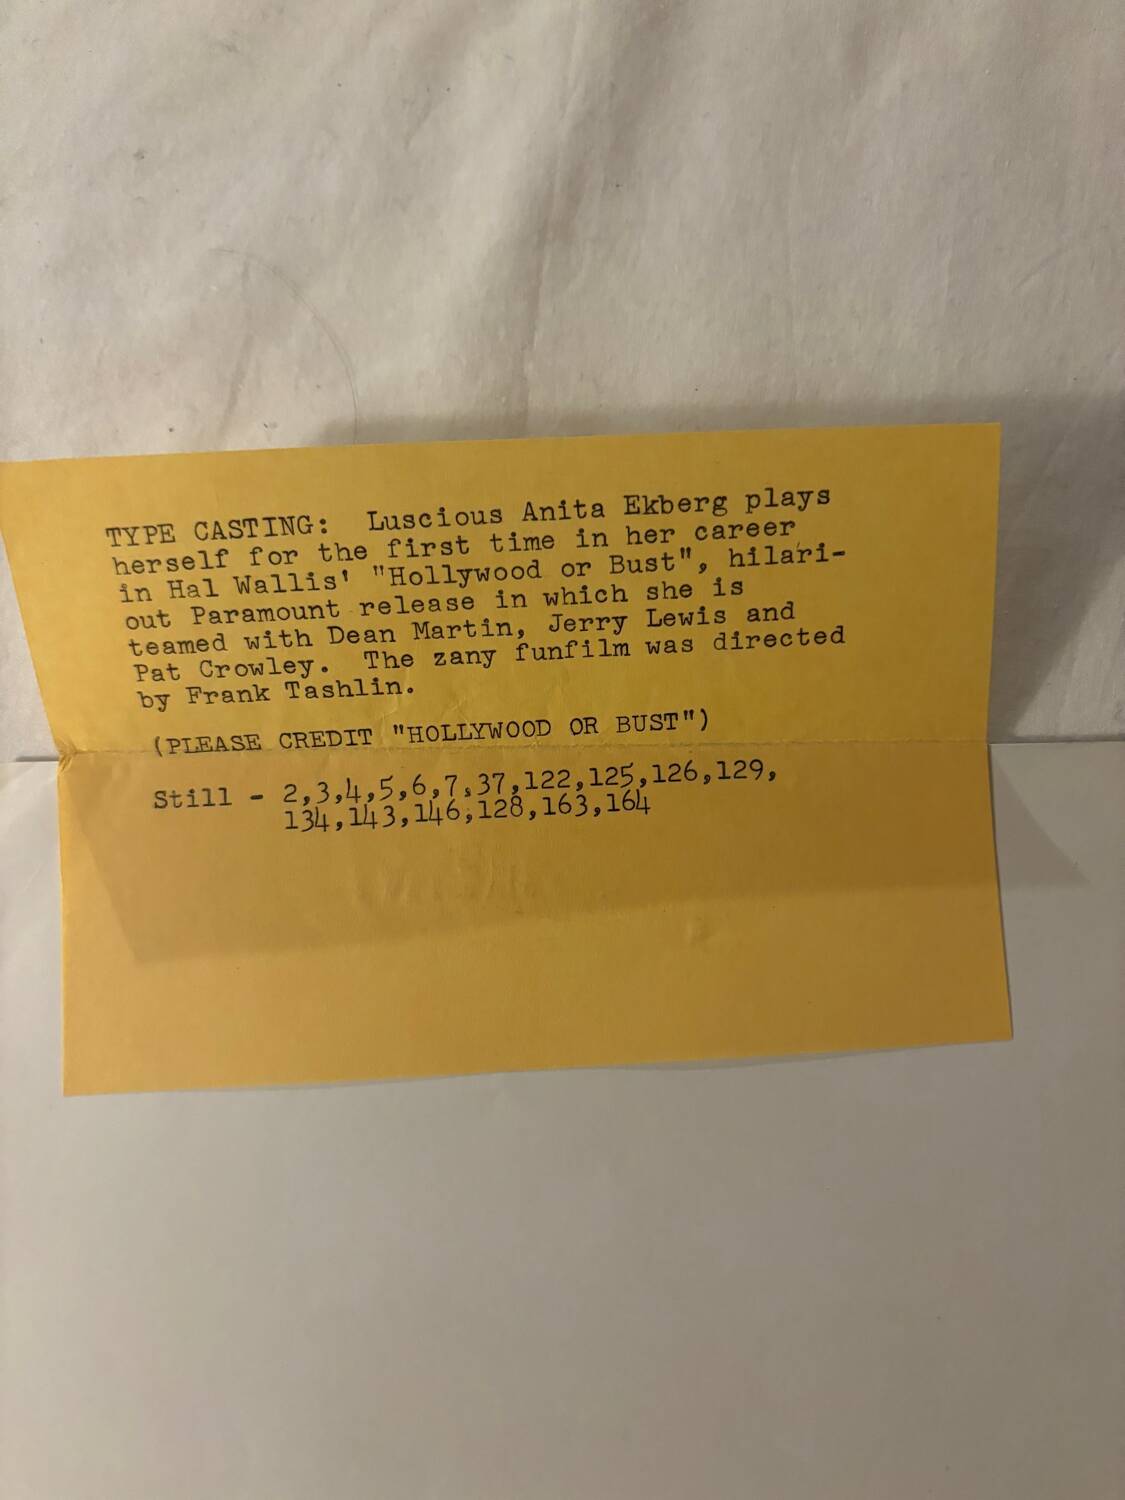 TYPE CASTING:  Luscious Anita Ekberg plays
herself for the first time in her career
in Hal Wallis' "Hollywood or Bust", hilari-
out Paramount release in which she is
teamed with Dean Martin, Jerry Lewis and
Pat Crowley.  The zany funfilm was directed
by Frank Tashlin.
(PLEASE CREDIT "HOLLYWOOD OR BUST")
Still - 2,3,4,5,6,7,37,122,125,126,129,
134,143,146,128,163,164